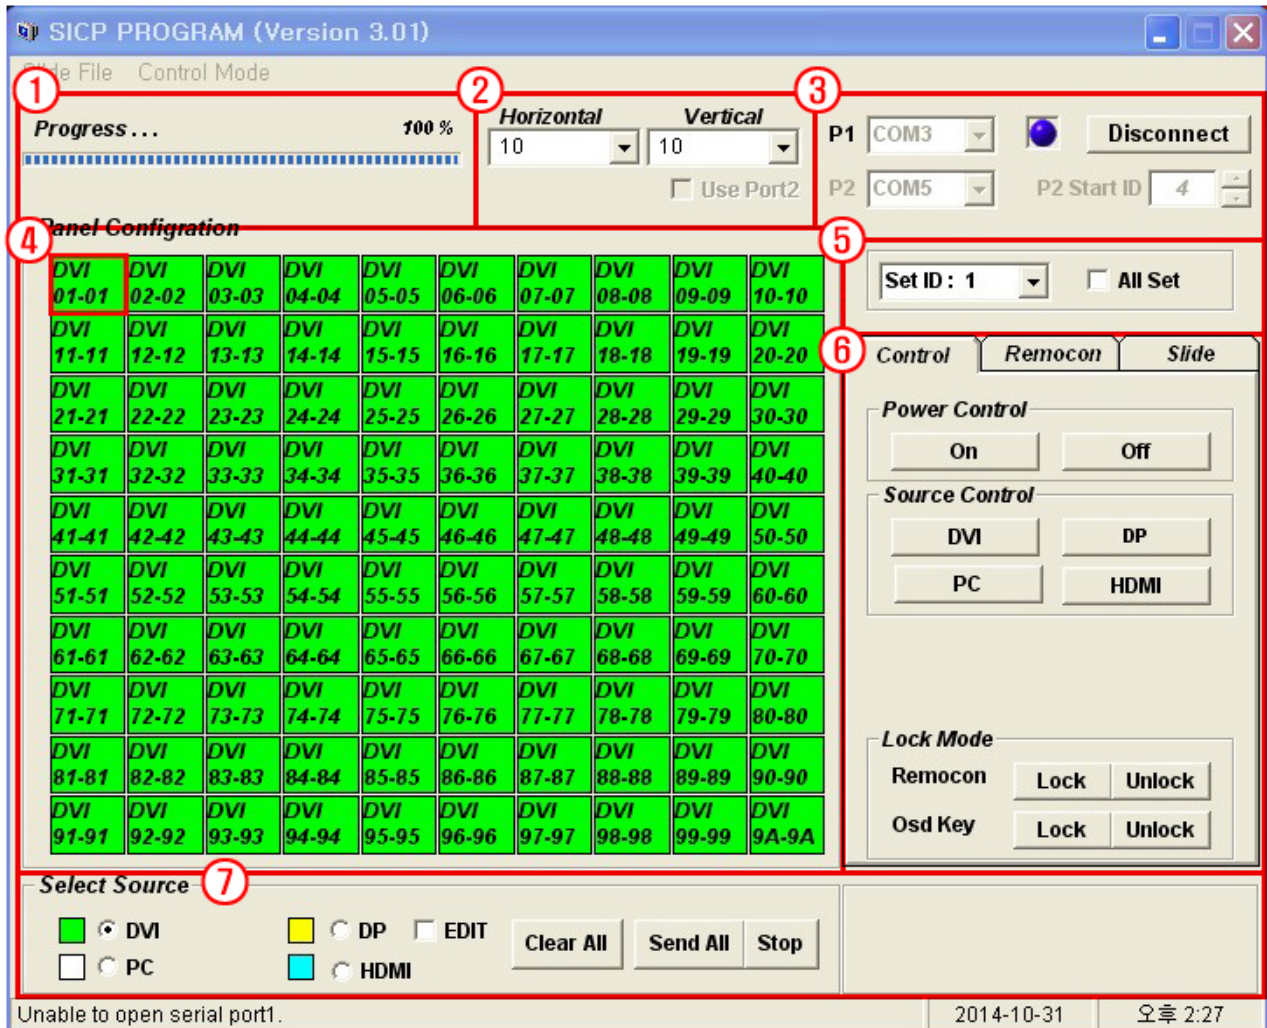 SICP PROGRAM (Version 3.01)
Slide File Control Mode
1 2 3
Progress... 100 %
Horizontal Vertical
10 10
Use Port2
P1 COM3 Disconnect
P2 COM5 P2 Start ID 4
4 Panel Configration
DVI DVI DVI DVI DVI DVI DVI DVI DVI DVI
01-01 02-02 03-03 04-04 05-05 06-06 07-07 08-08 09-09 10-10
DVI DVI DVI DVI DVI DVI DVI DVI DVI DVI
11-11 12-12 13-13 14-14 15-15 16-16 17-17 18-18 19-19 20-20
DVI DVI DVI DVI DVI DVI DVI DVI DVI DVI
21-21 22-22 23-23 24-24 25-25 26-26 27-27 28-28 29-29 30-30
DVI DVI DVI DVI DVI DVI DVI DVI DVI DVI
31-31 32-32 33-33 34-34 35-35 36-36 37-37 38-38 39-39 40-40
DVI DVI DVI DVI DVI DVI DVI DVI DVI DVI
41-41 42-42 43-43 44-44 45-45 46-46 47-47 48-48 49-49 50-50
DVI DVI DVI DVI DVI DVI DVI DVI DVI DVI
51-51 52-52 53-53 54-54 55-55 56-56 57-57 58-58 59-59 60-60
DVI DVI DVI DVI DVI DVI DVI DVI DVI DVI
61-61 62-62 63-63 64-64 65-65 66-66 67-67 68-68 69-69 70-70
DVI DVI DVI DVI DVI DVI DVI DVI DVI DVI
71-71 72-72 73-73 74-74 75-75 76-76 77-77 78-78 79-79 80-80
DVI DVI DVI DVI DVI DVI DVI DVI DVI DVI
81-81 82-82 83-83 84-84 85-85 86-86 87-87 88-88 89-89 90-90
DVI DVI DVI DVI DVI DVI DVI DVI DVI DVI
91-91 92-92 93-93 94-94 95-95 96-96 97-97 98-98 99-99 9A-9A
5
Set ID : 1 All Set
6
Control Remocon Slide
Power Control
On Off
Source Control
DVI DP
PC HDMI
Lock Mode
Remocon Lock Unlock
Osd Key Lock Unlock
Select Source 7
DVI DP EDIT Clear All Send All Stop
PC HDMI
Unable to open serial port1. 2014-10-31 오후 2:27